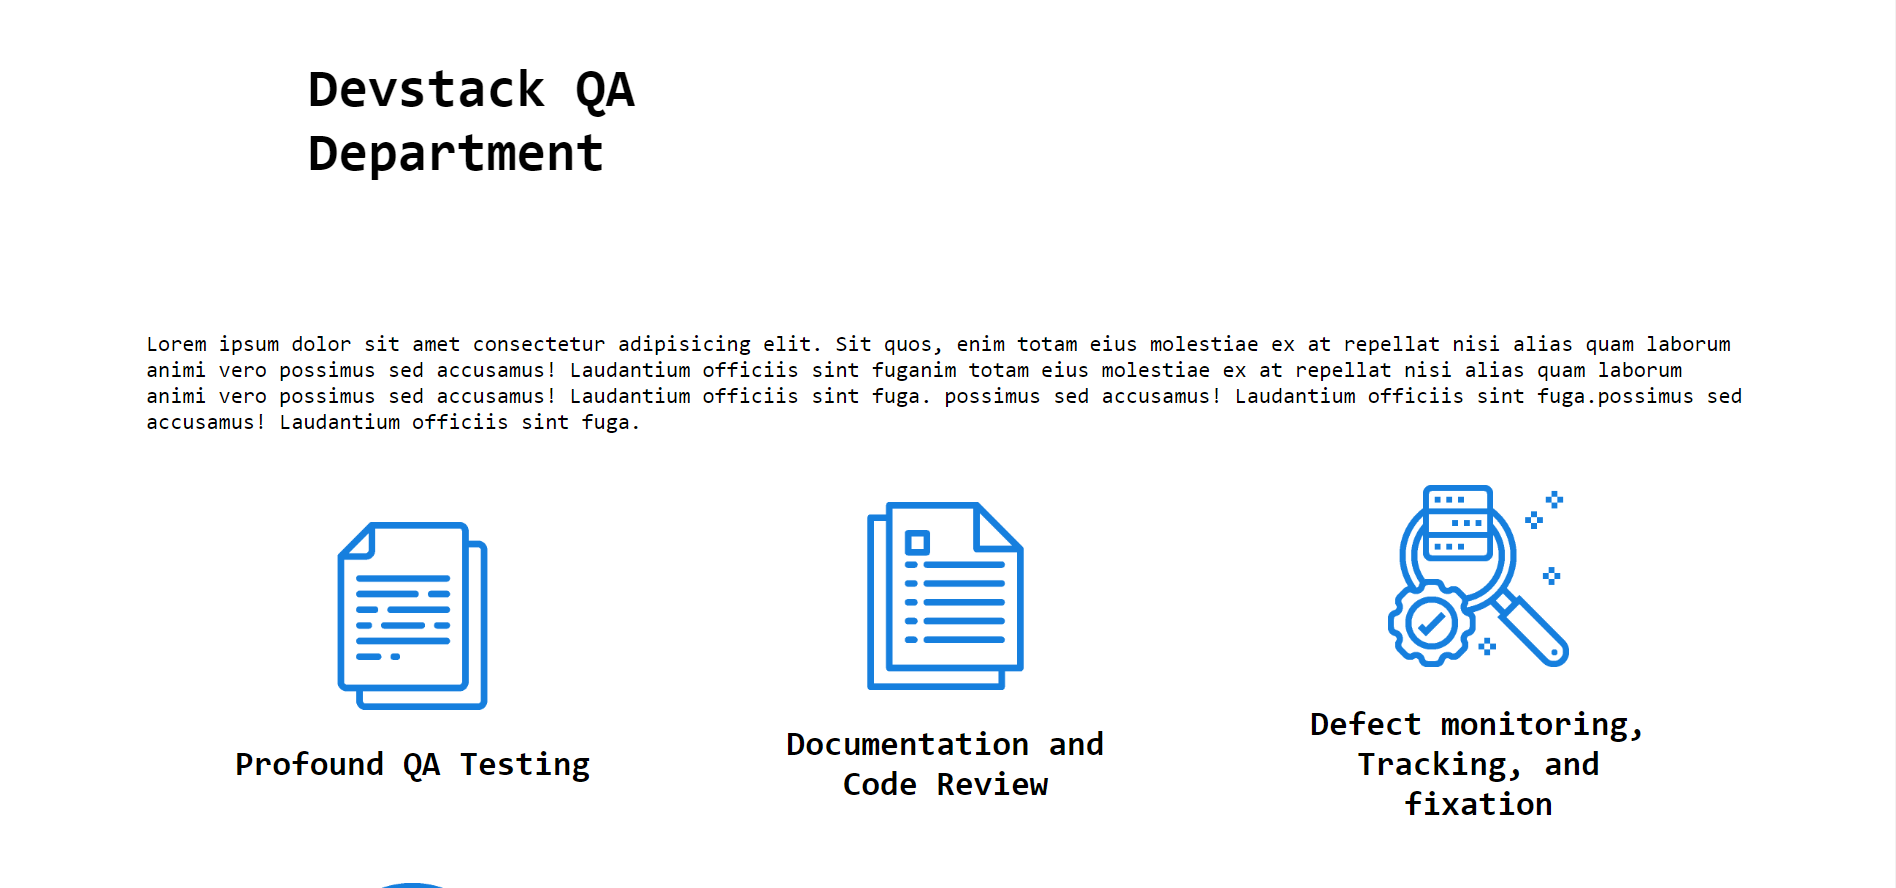 Devstack QA
Department
Lorem ipsum dolor sit amet consectetur adipisicing elit. Sit quos, enim totam eius molestiae ex at repellat nisi alias quam laborum
animi vero possimus sed accusamus! Laudantium officiis sint fuganim totam eius molestiae ex at repellat nisi alias quam laborum
animi vero possimus sed accusamus! Laudantium officiis sint fuga. possimus sed accusamus! Laudantium officiis sint fuga.possimus sed
accusamus! Laudantium officiis sint fuga.
Profound QA Testing
Documentation and
Code Review
Defect monitoring,
Tracking, and
fixation